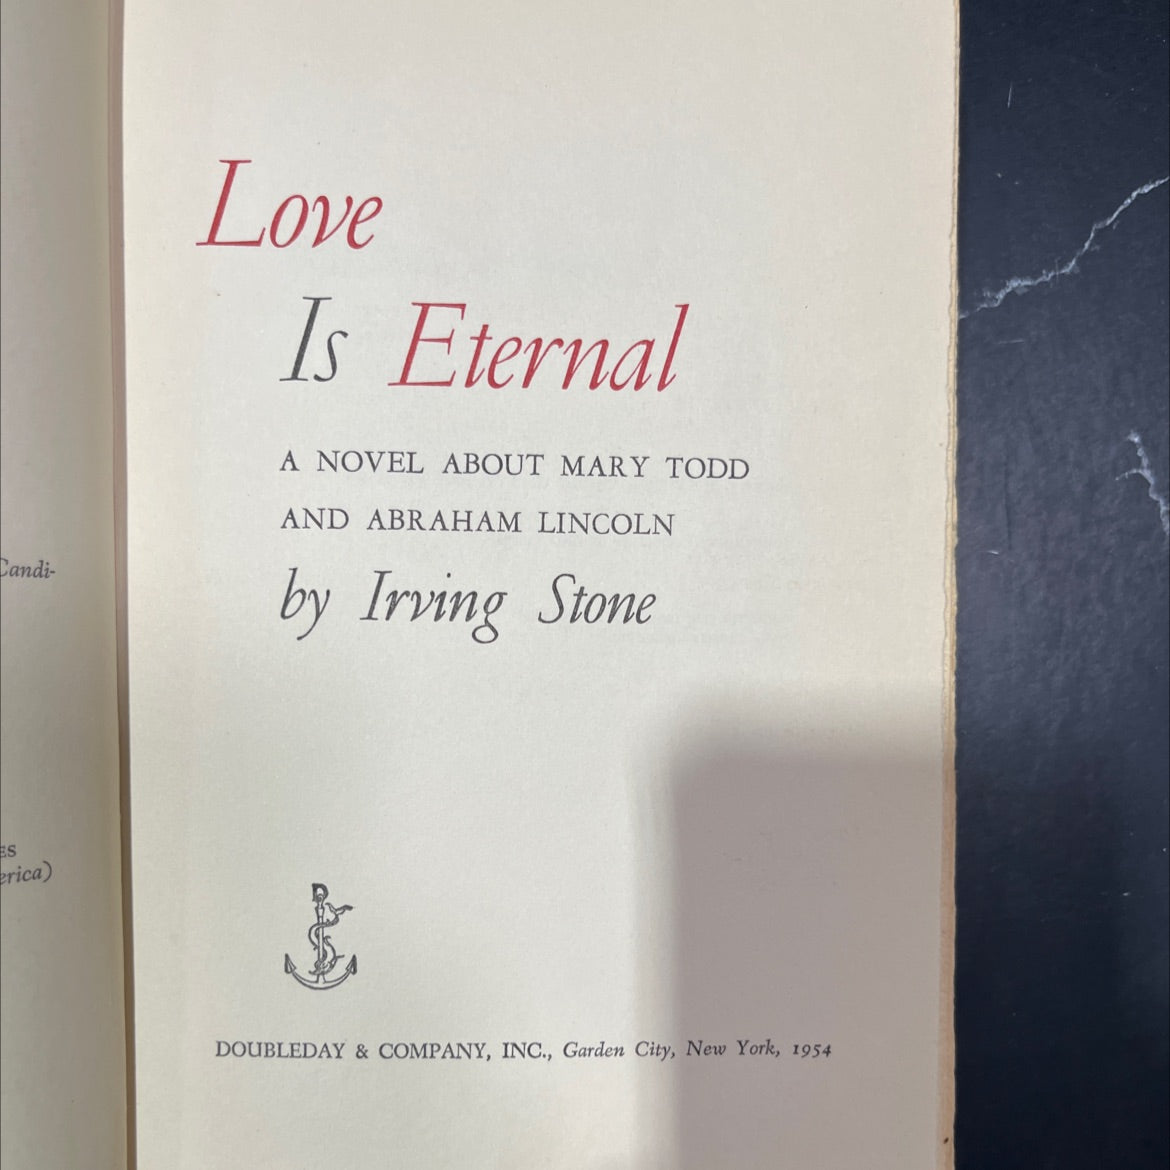 Love
Is Eternal
A NOVEL ABOUT MARY TODD
AND ABRAHAM LINCOLN
by Irving Stone
DOUBLEDAY & COMPANY, INC., Garden City, New York, 1954
Candi-
ES
erica)